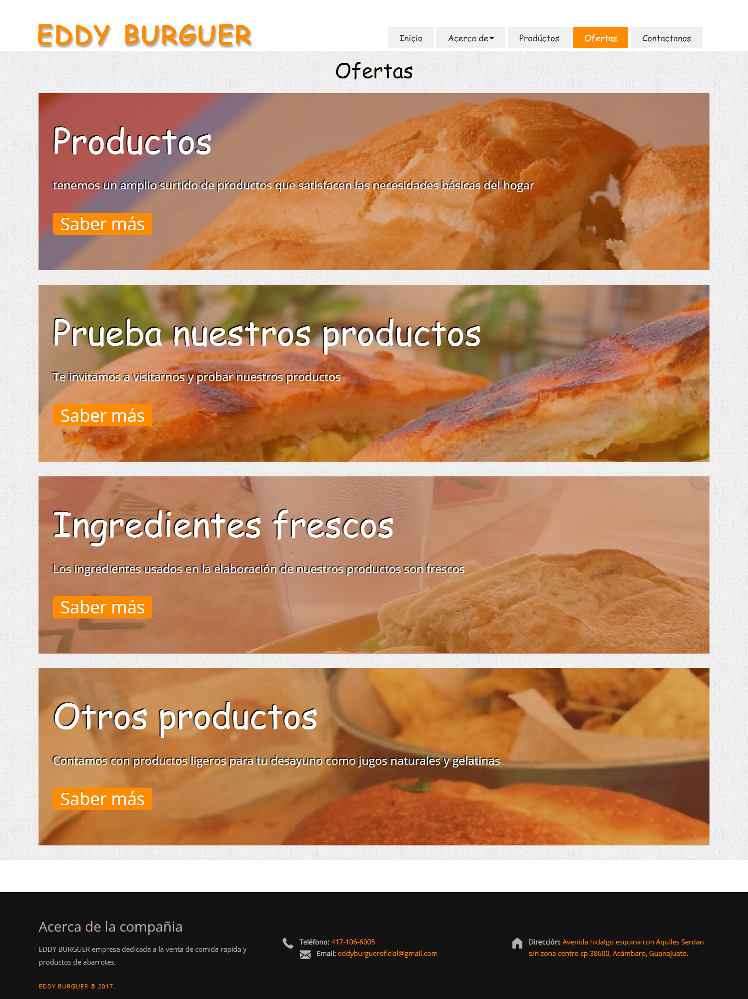 EDDY BURGUER
Inicio
Acerca de
Prodúctos
Ofertas
Contactanos
Ofertas
Productos
tenemos un amplio surtido de productos que satisfacen las necesidades básicas del hogar
Saber más
Prueba nuestros productos
Te invitamos a visitarnos y probar nuestros productos
Saber más
Ingredientes frescos
Los ingredientes usados en la elaboración de nuestros productos son frescos
Saber más
Otros productos
Contamos con productos ligeros para tu desayuno como jugos naturales y gelatinas
Saber más
Acerca de la compañia
EDDY BURGUER empresa dedicada a la venta de comida rapida y
productos de abarrotes.
EDDY BURGUER © 2017.
Teléfono: 417-106-6005
Email: eddyburgueroficial@gmail.com
Dirección: Avenida hidalgo esquina con Aquiles Serdan
s/n zona centro cp 38600, Acámbaro, Guanajuato.